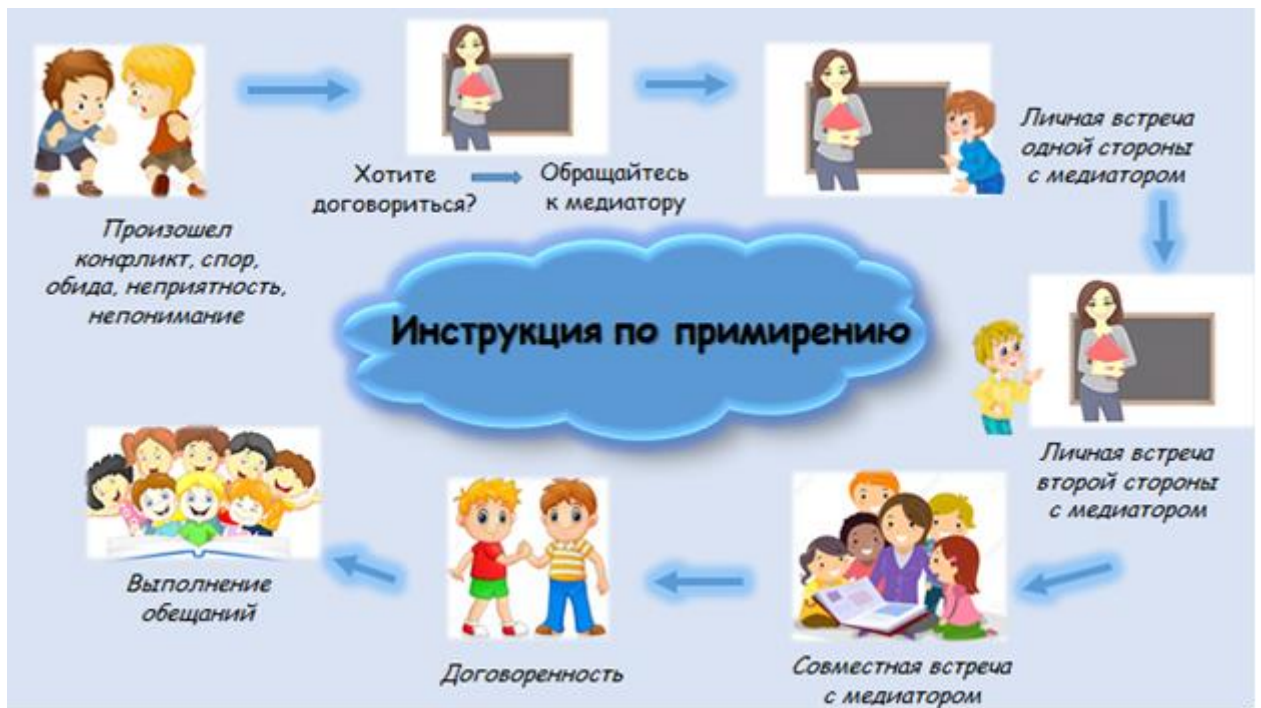 Произошел
конфликт, спор,
обида, неприятность,
непонимание
Хотите
договориться?
Обращайтесь
к медиатору
Личная встреча
одной стороны
с медиатором
Инструкция по примирению
Личная встреча
второй стороны
с медиатором
Совместная встреча
с медиатором
Договоренность
Выполнение
обещаний